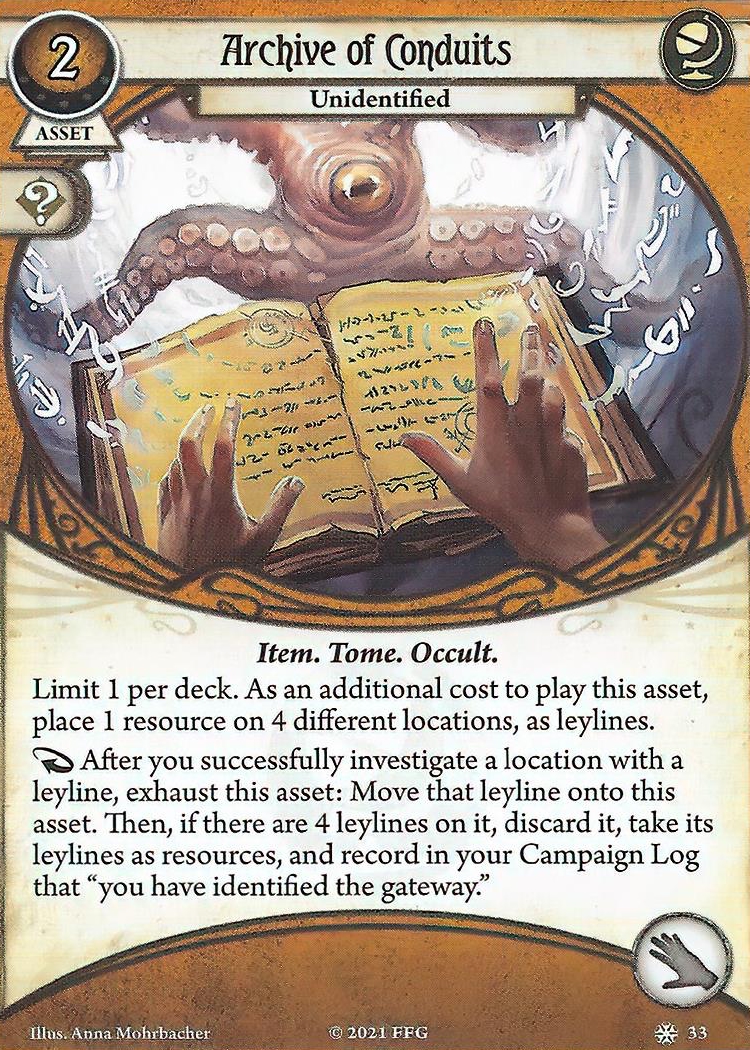 2
Archive of Conduits
Unidentified
ASSET
?
Item. Tome. Occult.
Limit 1 per deck. As an additional cost to play this asset,
place 1 resource on 4 different locations, as leylines.
After you successfully investigate a location with a
leyline, exhaust this asset: Move that leyline onto this
asset. Then, if there are 4 leylines on it, discard it, take its
leylines as resources, and record in your Campaign Log
that “you have identified the gateway.”
Illus. Anna Mohrbacher
© 2021 FFG
33